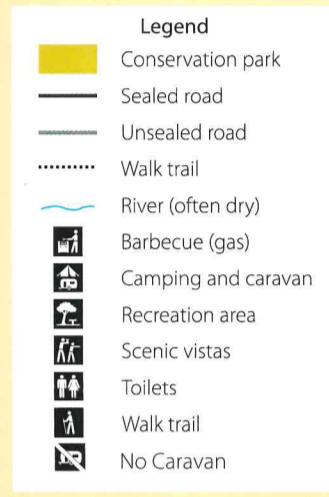 Legend
Conservation park
Sealed road
Unsealed road
Walk trail
River (often dry)
Barbecue (gas)
Camping and caravan
Recreation area
Scenic vistas
Toilets
Walk trail
No Caravan